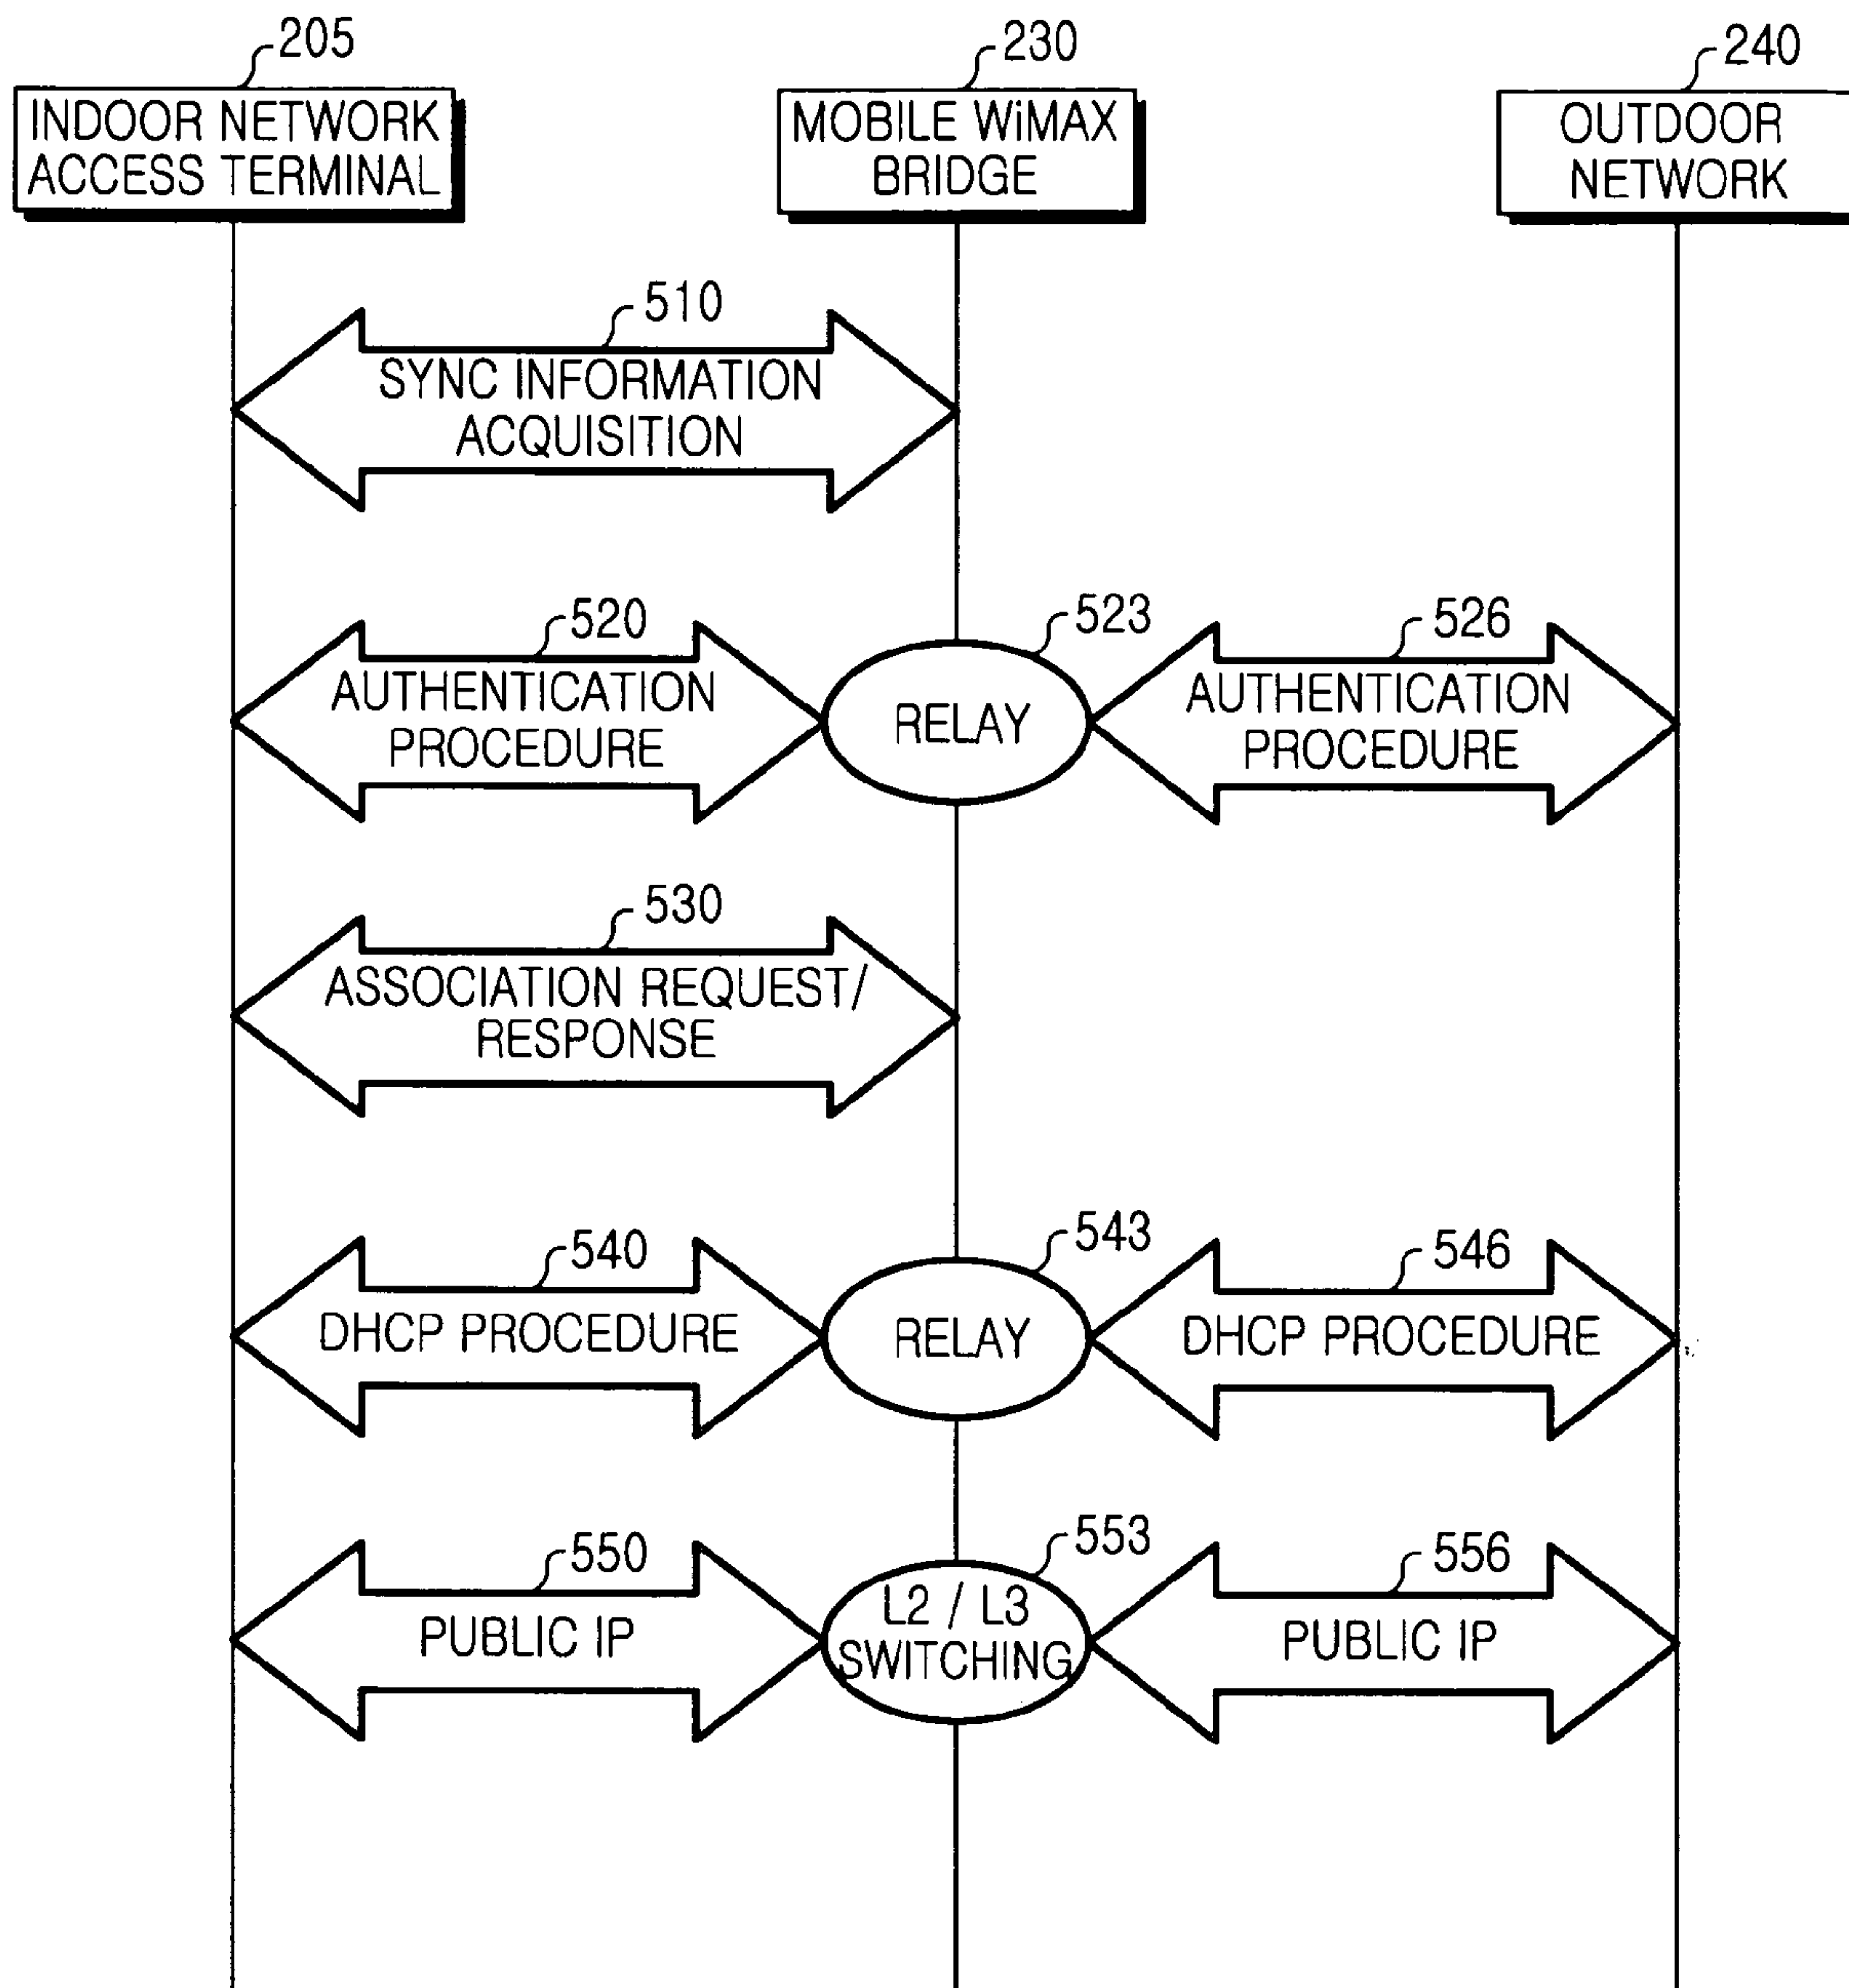 205
230
240
INDOOR NETWORK
ACCESS TERMINAL
MOBILE WiMAX
BRIDGE
OUTDOOR
NETWORK
510
SYNC INFORMATION
ACQUISITION
520
523
526
AUTHENTICATION
PROCEDURE
RELAY
AUTHENTICATION
PROCEDURE
530
ASSOCIATION REQUEST/
RESPONSE
540
543
546
DHCP PROCEDURE
RELAY
DHCP PROCEDURE
550
553
556
PUBLIC IP
L2 / L3
SWITCHING
PUBLIC IP